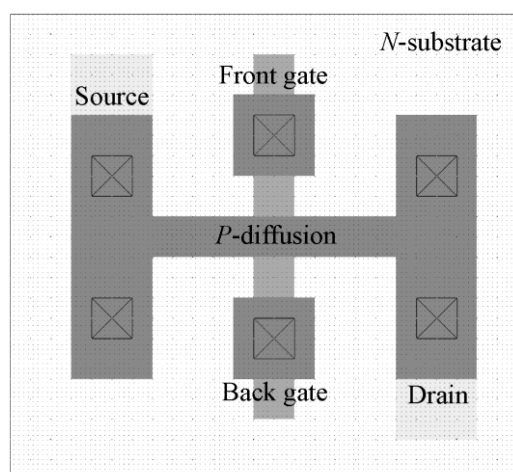 N-substrate
Front gate
Source
P-diffusion
Back gate
Drain